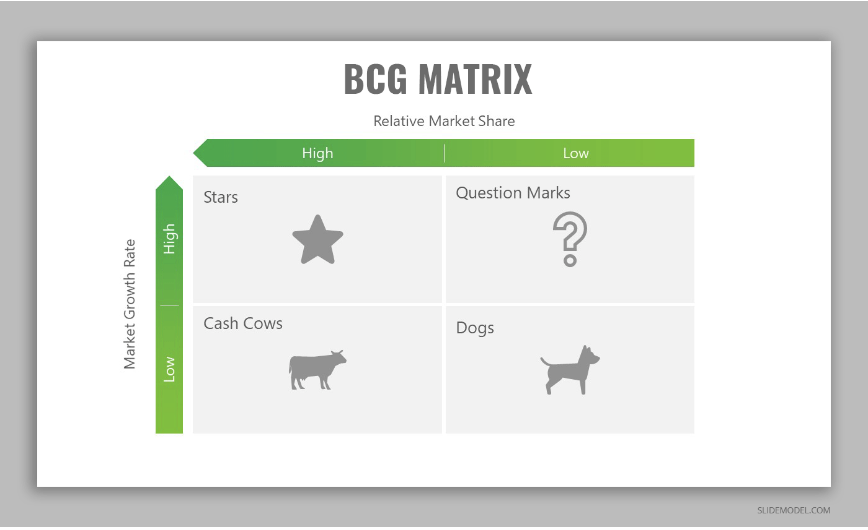 BCG MATRIX
Relative Market Share
High
Low
Market Growth Rate
High
Low
Stars
Question Marks
Cash Cows
Dogs
SLIDEMODEL.COM